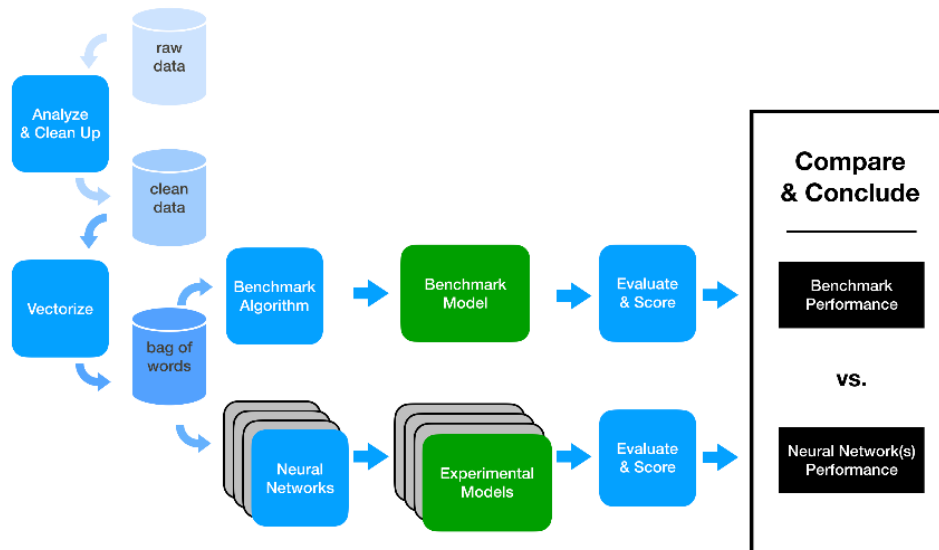 raw
data
Analyze
& Clean Up
clean
data
Vectorize
bag of
words
Benchmark
Algorithm
Benchmark
Model
Evaluate
& Score
Neural
Networks
Experimental
Models
Evaluate
& Score
Compare
& Conclude
Benchmark
Performance
vs.
Neural Network(s)
Performance